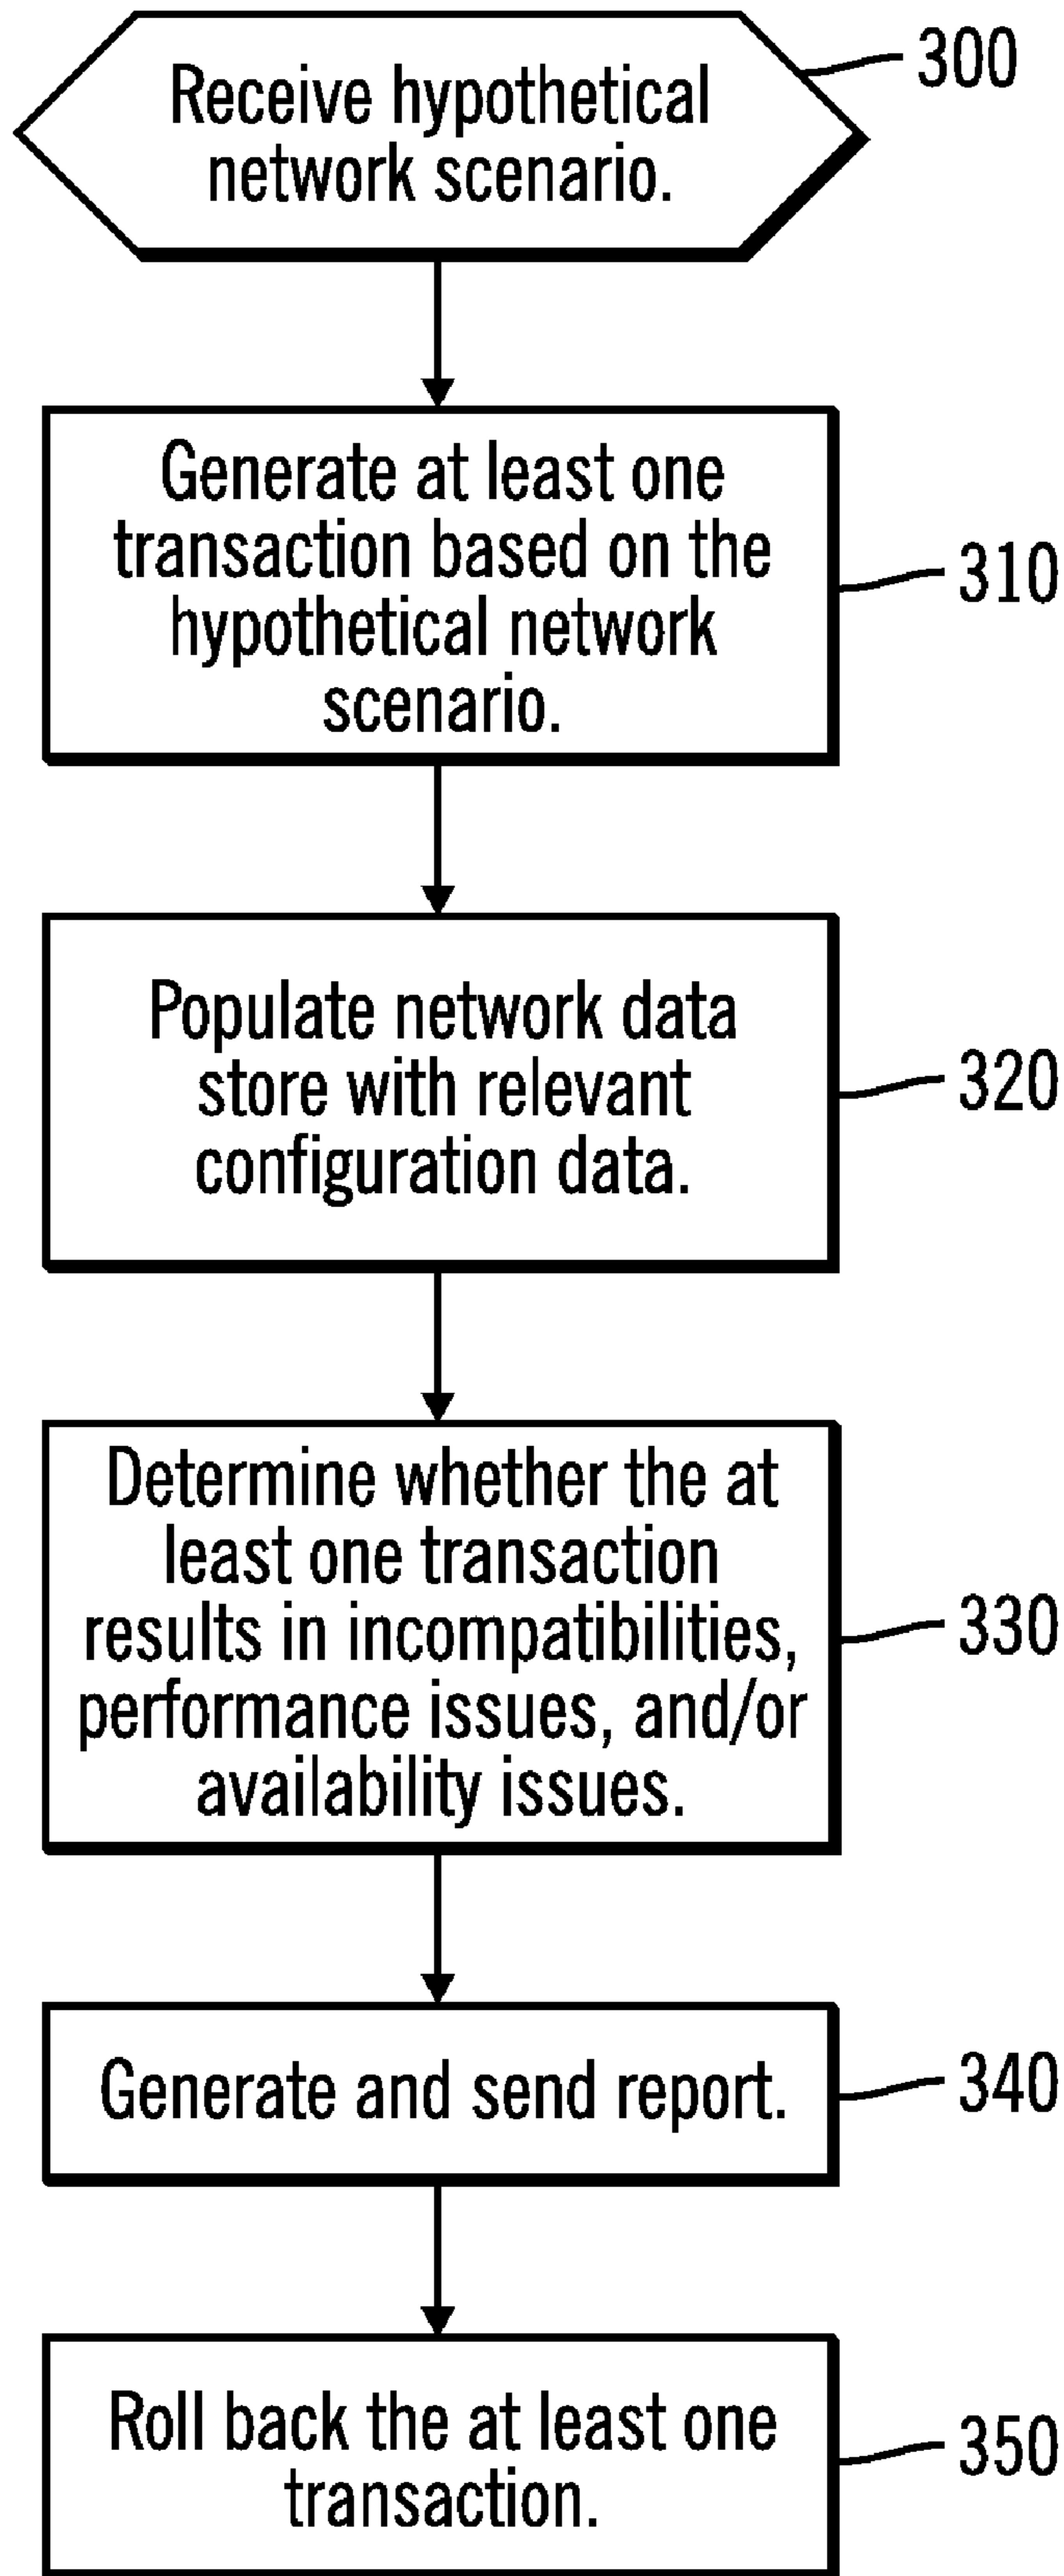 Receive hypothetical
network scenario.
300
Generate at least one
transaction based on the
hypothetical network
scenario.
310
Populate network data
store with relevant
configuration data.
320
Determine whether the at
least one transaction
results in incompatibilities,
performance issues, and/or
availability issues.
330
Generate and send report.
340
Roll back the at least one
transaction.
350